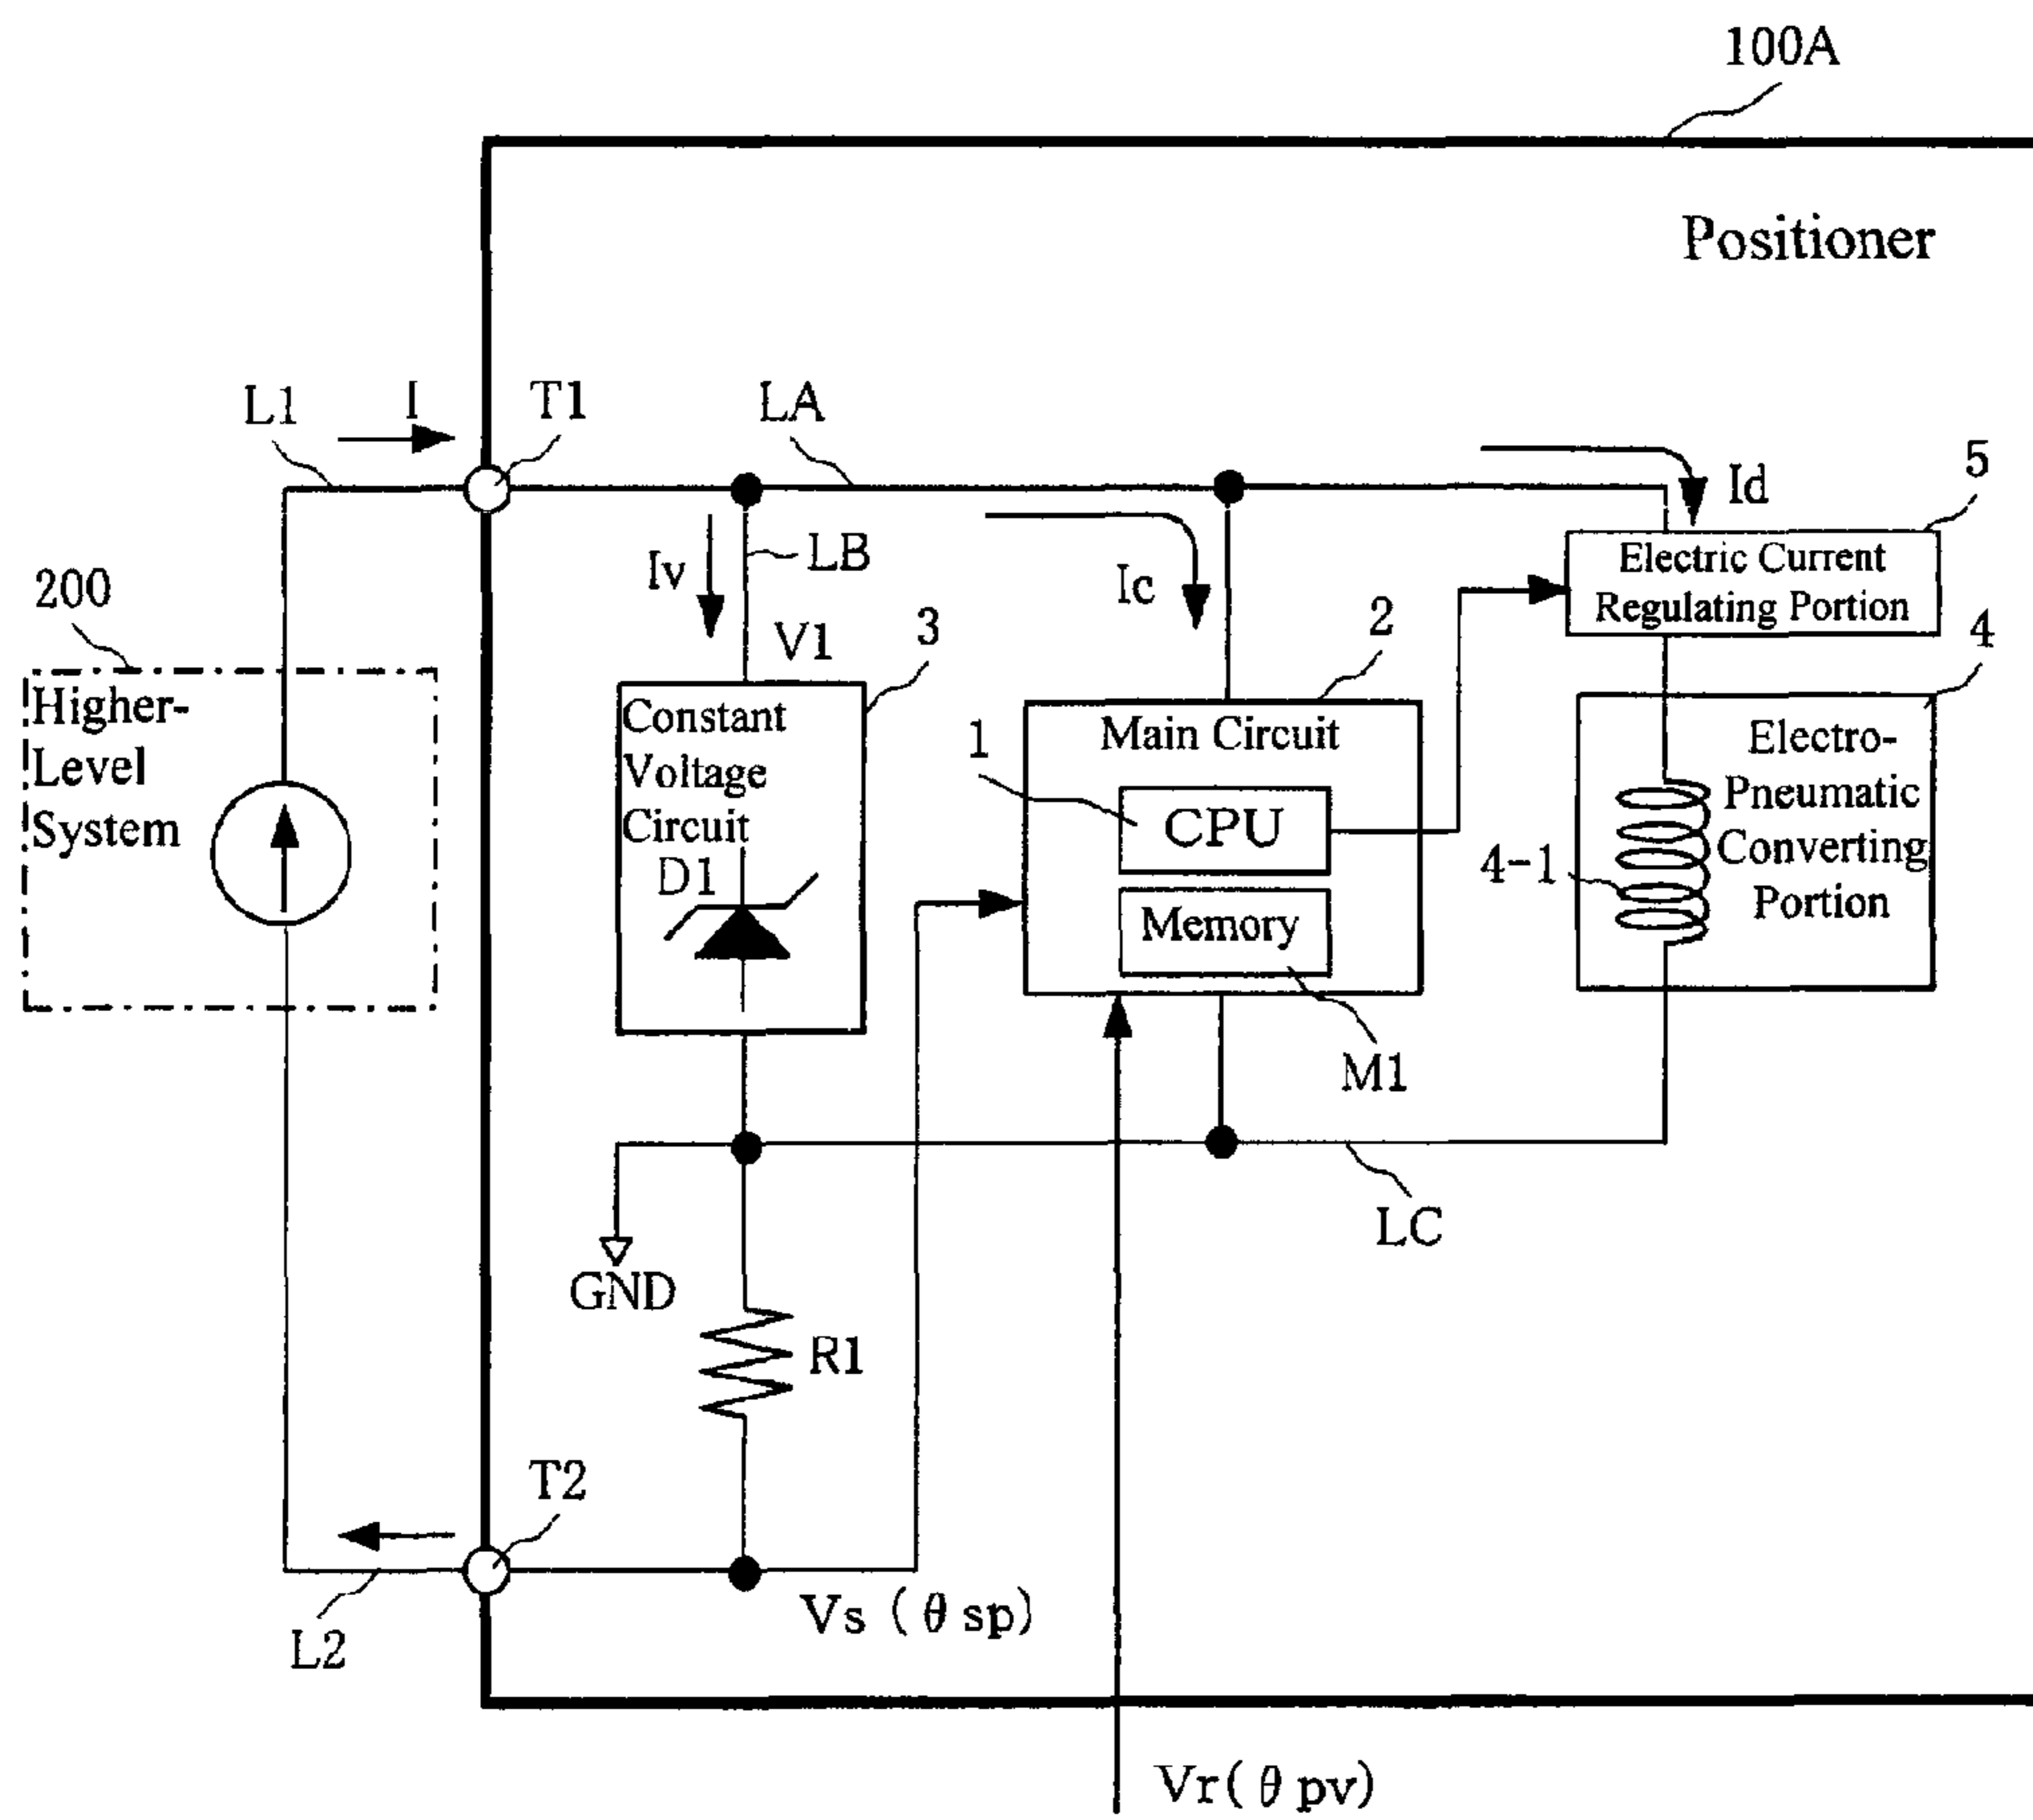 100A
Positioner
L1
I
T1
LA
Id
5
Iv
LB
Ic
Electric Current
Regulating Portion
200
V1
3
2
4
Higher-
Level
System
Constant
Voltage
Circuit
D1
1
Main Circuit
CPU
Memory
4-1
Electro-
Pneumatic
Converting
Portion
M1
LC
GND
R1
T2
L2
Vs (θ sp)
Vr(θ pv)